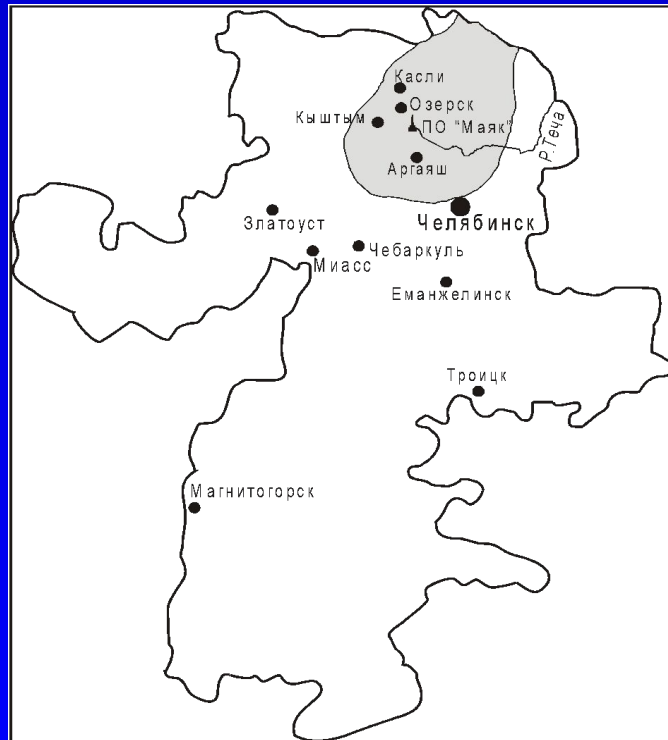 Касли
Озерск
Кыштым
ПО "Маяк"
Р.Теча
Аргаяш
Златоуст
Челябинск
Чебаркуль
Миасс
Еманжелинск
Троицк
Магнитогорск